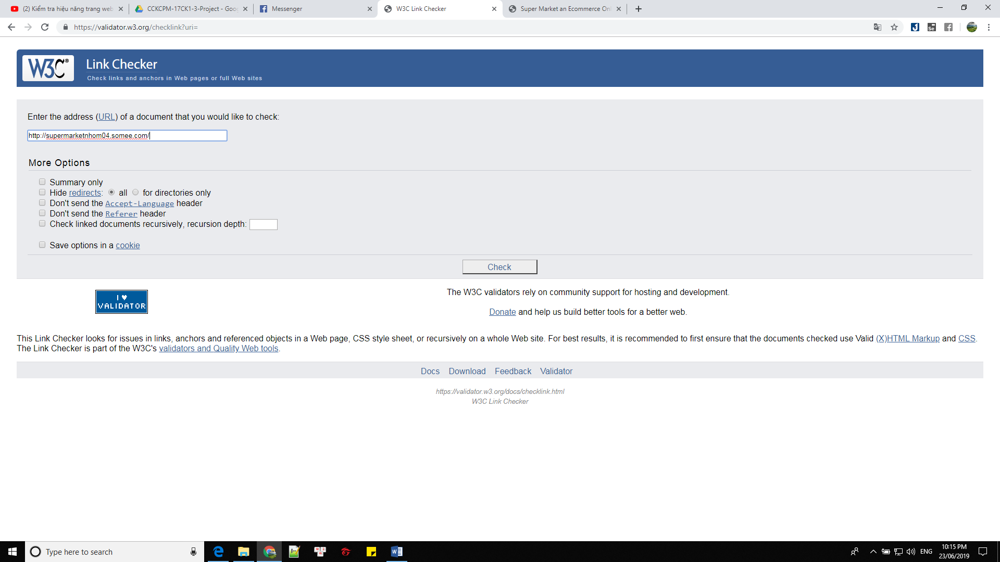 (2) Kiểm tra hiệu năng trang web
CCKCPM-17CK1-3-Project - Goo
Messenger
W3C Link Checker
Super Market an Ecommerce Onl
https://validator.w3.org/checklink?uri=
W3C®
Link Checker
Check links and anchors in Web pages or full Web sites
Enter the address (URL) of a document that you would like to check:
http://supermarketnhom04.somee.com/
More Options
Summary only
Hide redirects: all for directories only
Don't send the Accept-Language header
Don't send the Referer header
Check linked documents recursively, recursion depth:
Save options in a cookie
Check
I ♥
VALIDATOR
The W3C validators rely on community support for hosting and development.
Donate and help us build better tools for a better web.
This Link Checker looks for issues in links, anchors and referenced objects in a Web page, CSS style sheet, or recursively on a whole Web site. For best results, it is recommended to first ensure that the documents checked use Valid (X)HTML Markup and CSS.
The Link Checker is part of the W3C's validators and Quality Web tools.
Docs Download Feedback Validator
https://validator.w3.org/docs/checklink.html
W3C Link Checker
Type here to search
ENG
10:15 PM
23/06/2019